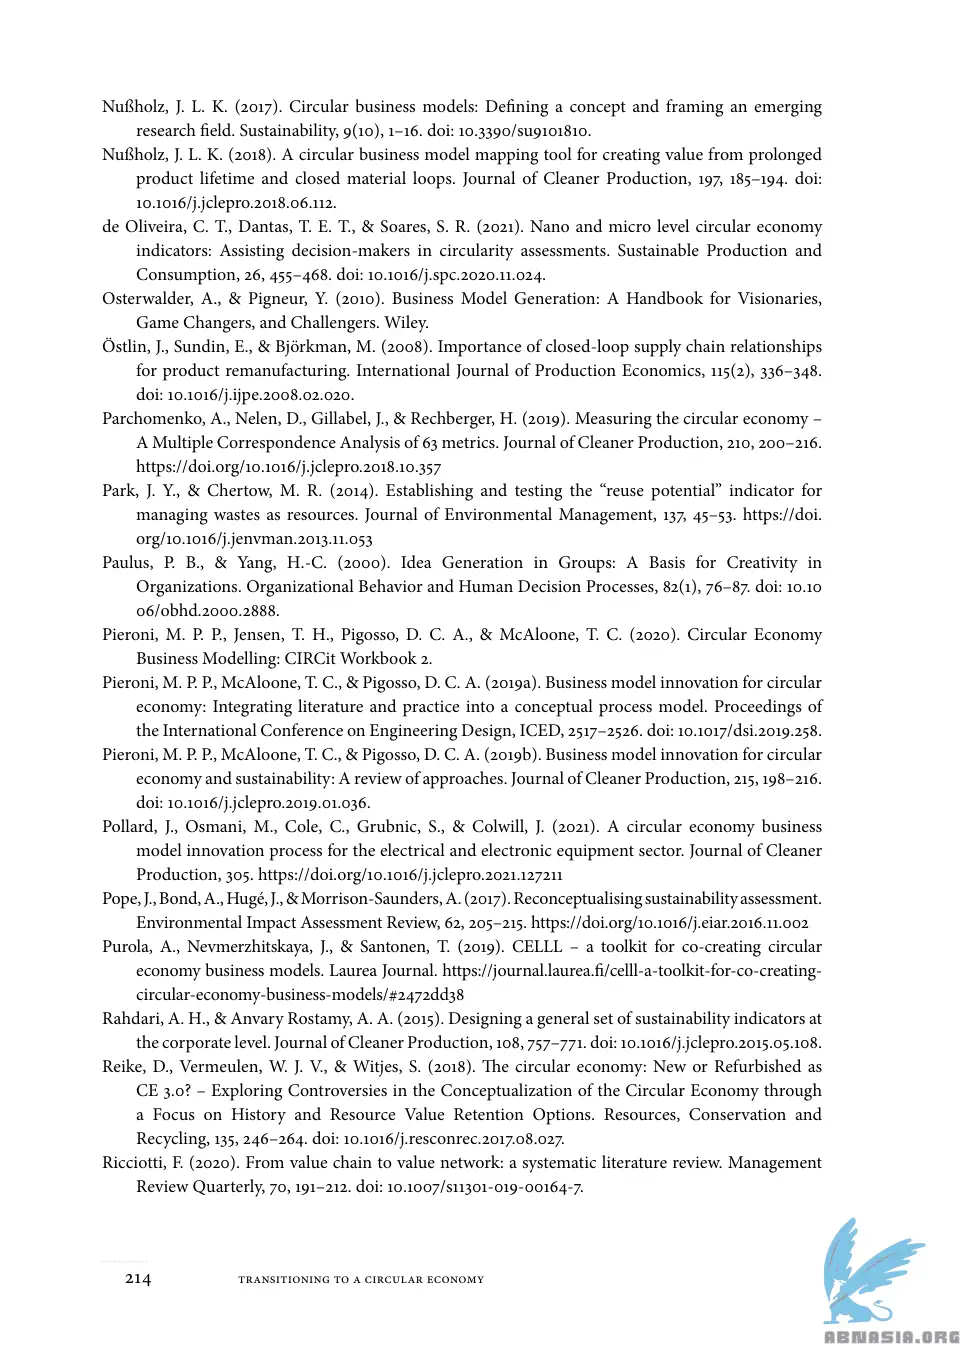 Nußholz, J. L. K. (2017). Circular business models: Defining a concept and framing an emerging
research field. Sustainability, 9(10), 1–16. doi: 10.3390/su9101810.
Nußholz, J. L. K. (2018). A circular business model mapping tool for creating value from prolonged
product lifetime and closed material loops. Journal of Cleaner Production, 197, 185–194. doi:
10.1016/j.jclepro.2018.06.112.
de Oliveira, C. T., Dantas, T. E. T., & Soares, S. R. (2021). Nano and micro level circular economy
indicators: Assisting decision-makers in circularity assessments. Sustainable Production and
Consumption, 26, 455–468. doi: 10.1016/j.spc.2020.11.024.
Osterwalder, A., & Pigneur, Y. (2010). Business Model Generation: A Handbook for Visionaries,
Game Changers, and Challengers. Wiley.
Östlin, J., Sundin, E., & Björkman, M. (2008). Importance of closed-loop supply chain relationships
for product remanufacturing. International Journal of Production Economics, 115(2), 336–348.
doi: 10.1016/j.ijpe.2008.02.020.
Parchomenko, A., Nelen, D., Gillabel, J., & Rechberger, H. (2019). Measuring the circular economy –
A Multiple Correspondence Analysis of 63 metrics. Journal of Cleaner Production, 210, 200–216.
https://doi.org/10.1016/j.jclepro.2018.10.357
Park, J. Y., & Chertow, M. R. (2014). Establishing and testing the “reuse potential” indicator for
managing wastes as resources. Journal of Environmental Management, 137, 45–53. https://doi.
org/10.1016/j.jenvman.2013.11.053
Paulus, P. B., & Yang, H.-C. (2000). Idea Generation in Groups: A Basis for Creativity in
Organizations. Organizational Behavior and Human Decision Processes, 82(1), 76–87. doi: 10.10
06/obhd.2000.2888.
Pieroni, M. P. P., Jensen, T. H., Pigosso, D. C. A., & McAloone, T. C. (2020). Circular Economy
Business Modelling: CIRCit Workbook 2.
Pieroni, M. P. P., McAloone, T. C., & Pigosso, D. C. A. (2019a). Business model innovation for circular
economy: Integrating literature and practice into a conceptual process model. Proceedings of
the International Conference on Engineering Design, ICED, 2517–2526. doi: 10.1017/dsi.2019.258.
Pieroni, M. P. P., McAloone, T. C., & Pigosso, D. C. A. (2019b). Business model innovation for circular
economy and sustainability: A review of approaches. Journal of Cleaner Production, 215, 198–216.
doi: 10.1016/j.jclepro.2019.01.036.
Pollard, J., Osmani, M., Cole, C., Grubnic, S., & Colwill, J. (2021). A circular economy business
model innovation process for the electrical and electronic equipment sector. Journal of Cleaner
Production, 305. https://doi.org/10.1016/j.jclepro.2021.127211
Pope, J., Bond, A., Hugé, J., & Morrison-Saunders, A. (2017). Reconceptualising sustainability assessment.
Environmental Impact Assessment Review, 62, 205–215. https://doi.org/10.1016/j.eiar.2016.11.002
Purola, A., Nevmerzhitskaya, J., & Santonen, T. (2019). CELLL – a toolkit for co-creating circular
economy business models. Laurea Journal. https://journal.laurea.fi/celll-a-toolkit-for-co-creating-
circular-economy-business-models/#2472dd38
Rahdari, A. H., & Anvary Rostamy, A. A. (2015). Designing a general set of sustainability indicators at
the corporate level. Journal of Cleaner Production, 108, 757–771. doi: 10.1016/j.jclepro.2015.05.108.
Reike, D., Vermeulen, W. J. V., & Witjes, S. (2018). The circular economy: New or Refurbished as
CE 3.0? – Exploring Controversies in the Conceptualization of the Circular Economy through
a Focus on History and Resource Value Retention Options. Resources, Conservation and
Recycling, 135, 246–264. doi: 10.1016/j.resconrec.2017.08.027.
Ricciotti, F. (2020). From value chain to value network: a systematic literature review. Management
Review Quarterly, 70, 191–212. doi: 10.1007/s11301-019-00164-7.
214 TRANSITIONING TO A CIRCULAR ECONOMY
ABNASIA.ORG